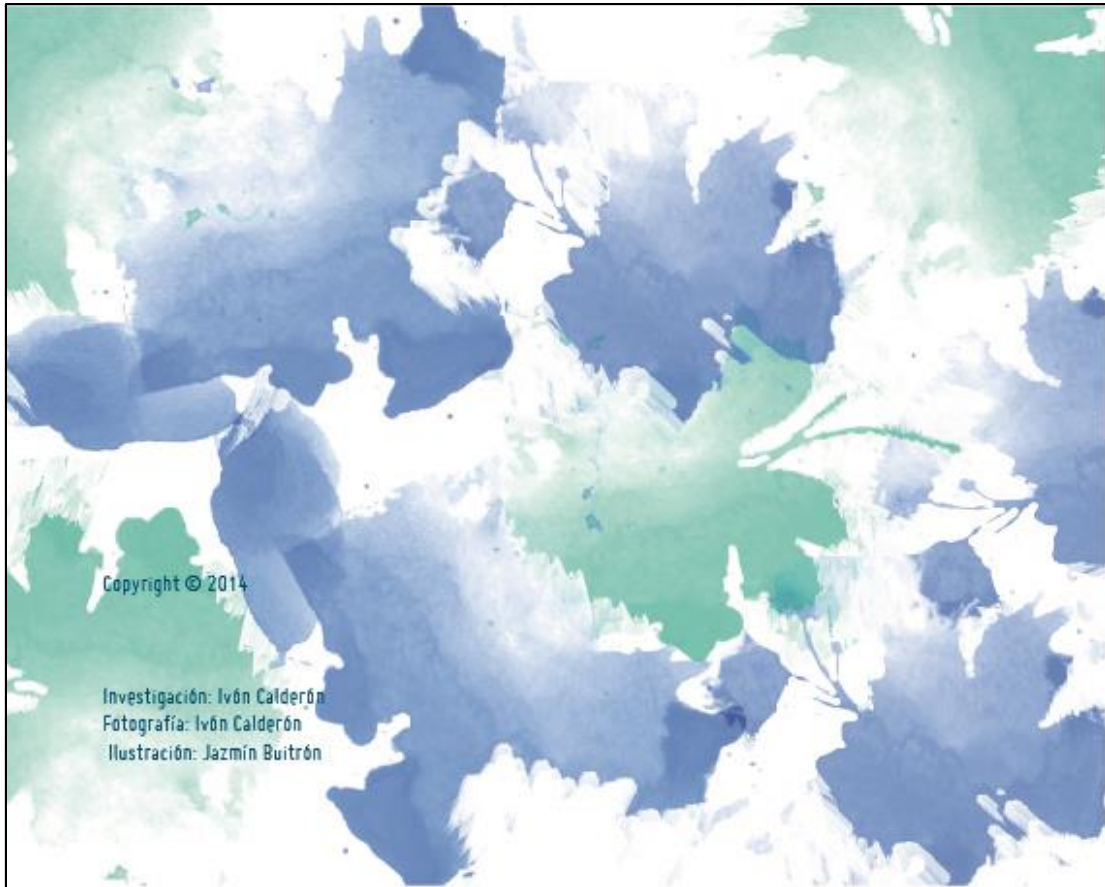 Copyright © 2014
Investigación: Ivón Calderón
Fotografía: Ivón Calderón
Ilustración: Jazmín Buitrón